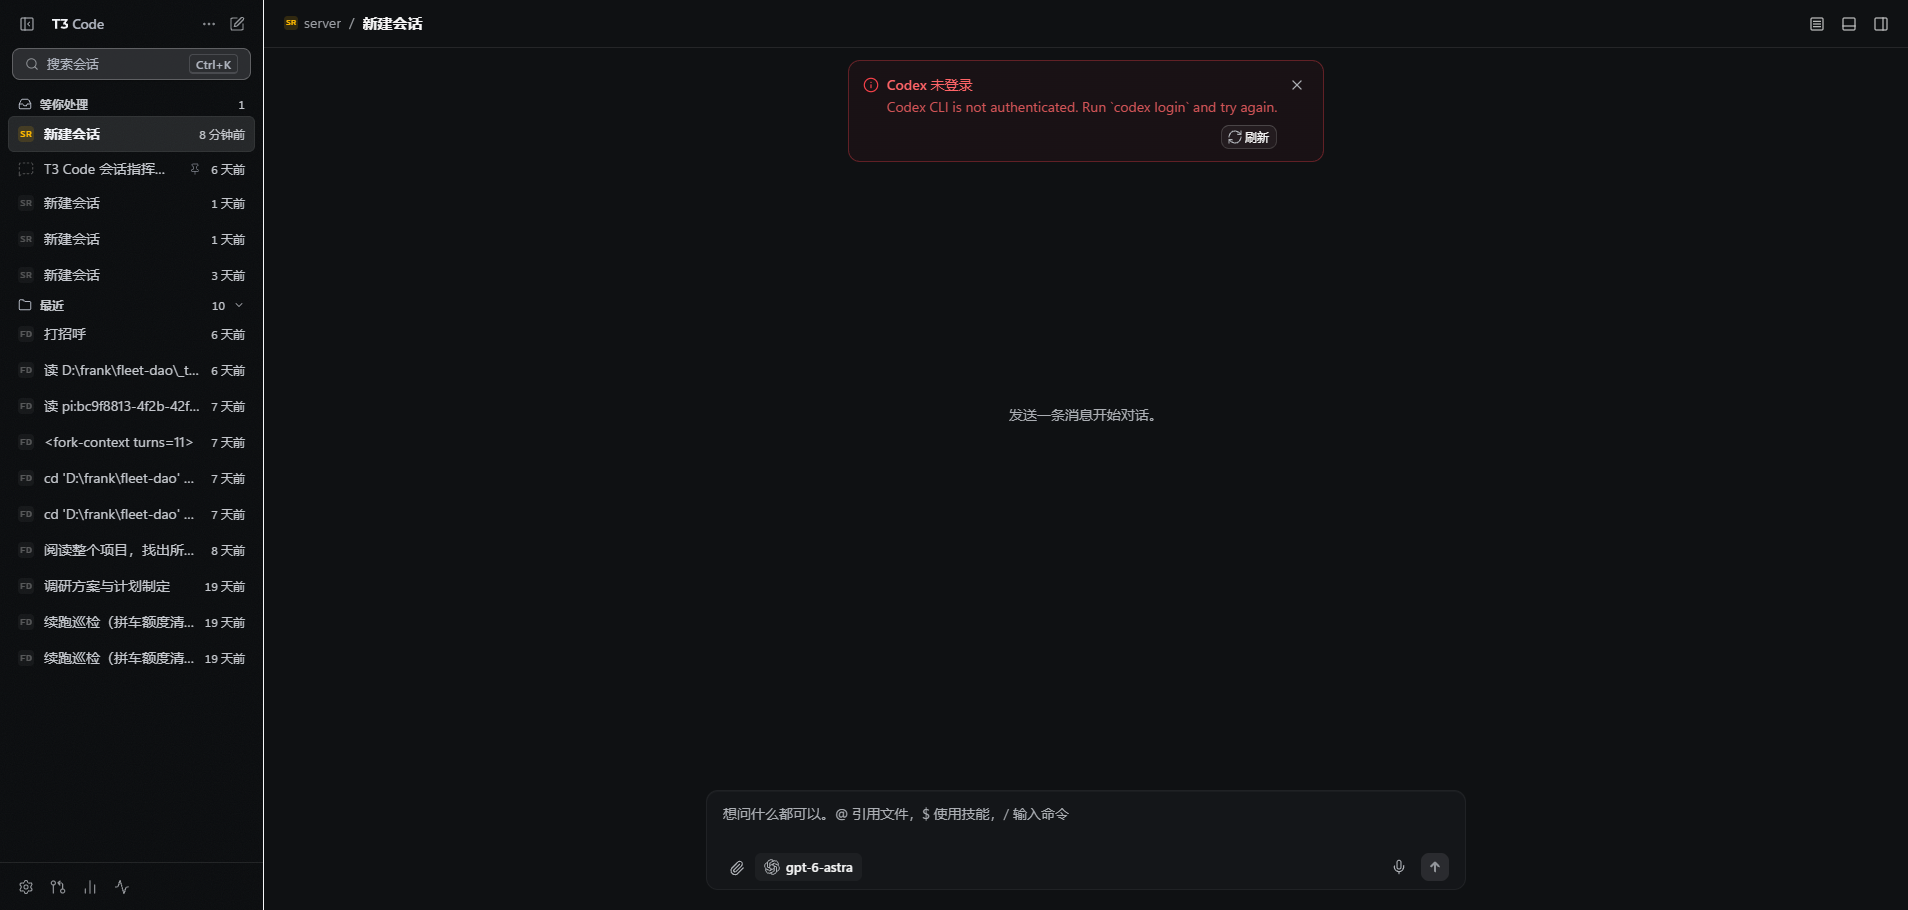 T3 Code
搜索会话 Ctrl+K
等你处理 1
SR 新建会话 8 分钟前
T3 Code 会话指挥... 6 天前
SR 新建会话 1 天前
SR 新建会话 1 天前
SR 新建会话 3 天前
最近 10
FD 打招呼 6 天前
FD 读 D:\frank\fleet-dao\_t... 6 天前
FD 读 pi:bc9f8813-4f2b-42f... 7 天前
FD <fork-context turns=11> 7 天前
FD cd 'D:\frank\fleet-dao' ... 7 天前
FD cd 'D:\frank\fleet-dao' ... 7 天前
FD 阅读整个项目，找出所... 8 天前
FD 调研方案与计划制定 19 天前
FD 续跑巡检（拼车额度清... 19 天前
FD 续跑巡检（拼车额度清... 19 天前
SR server / 新建会话
Codex 未登录
Codex CLI is not authenticated. Run `codex login` and try again.
刷新
发送一条消息开始对话。
想问什么都可以。@ 引用文件，$ 使用技能，/ 输入命令
gpt-6-astra